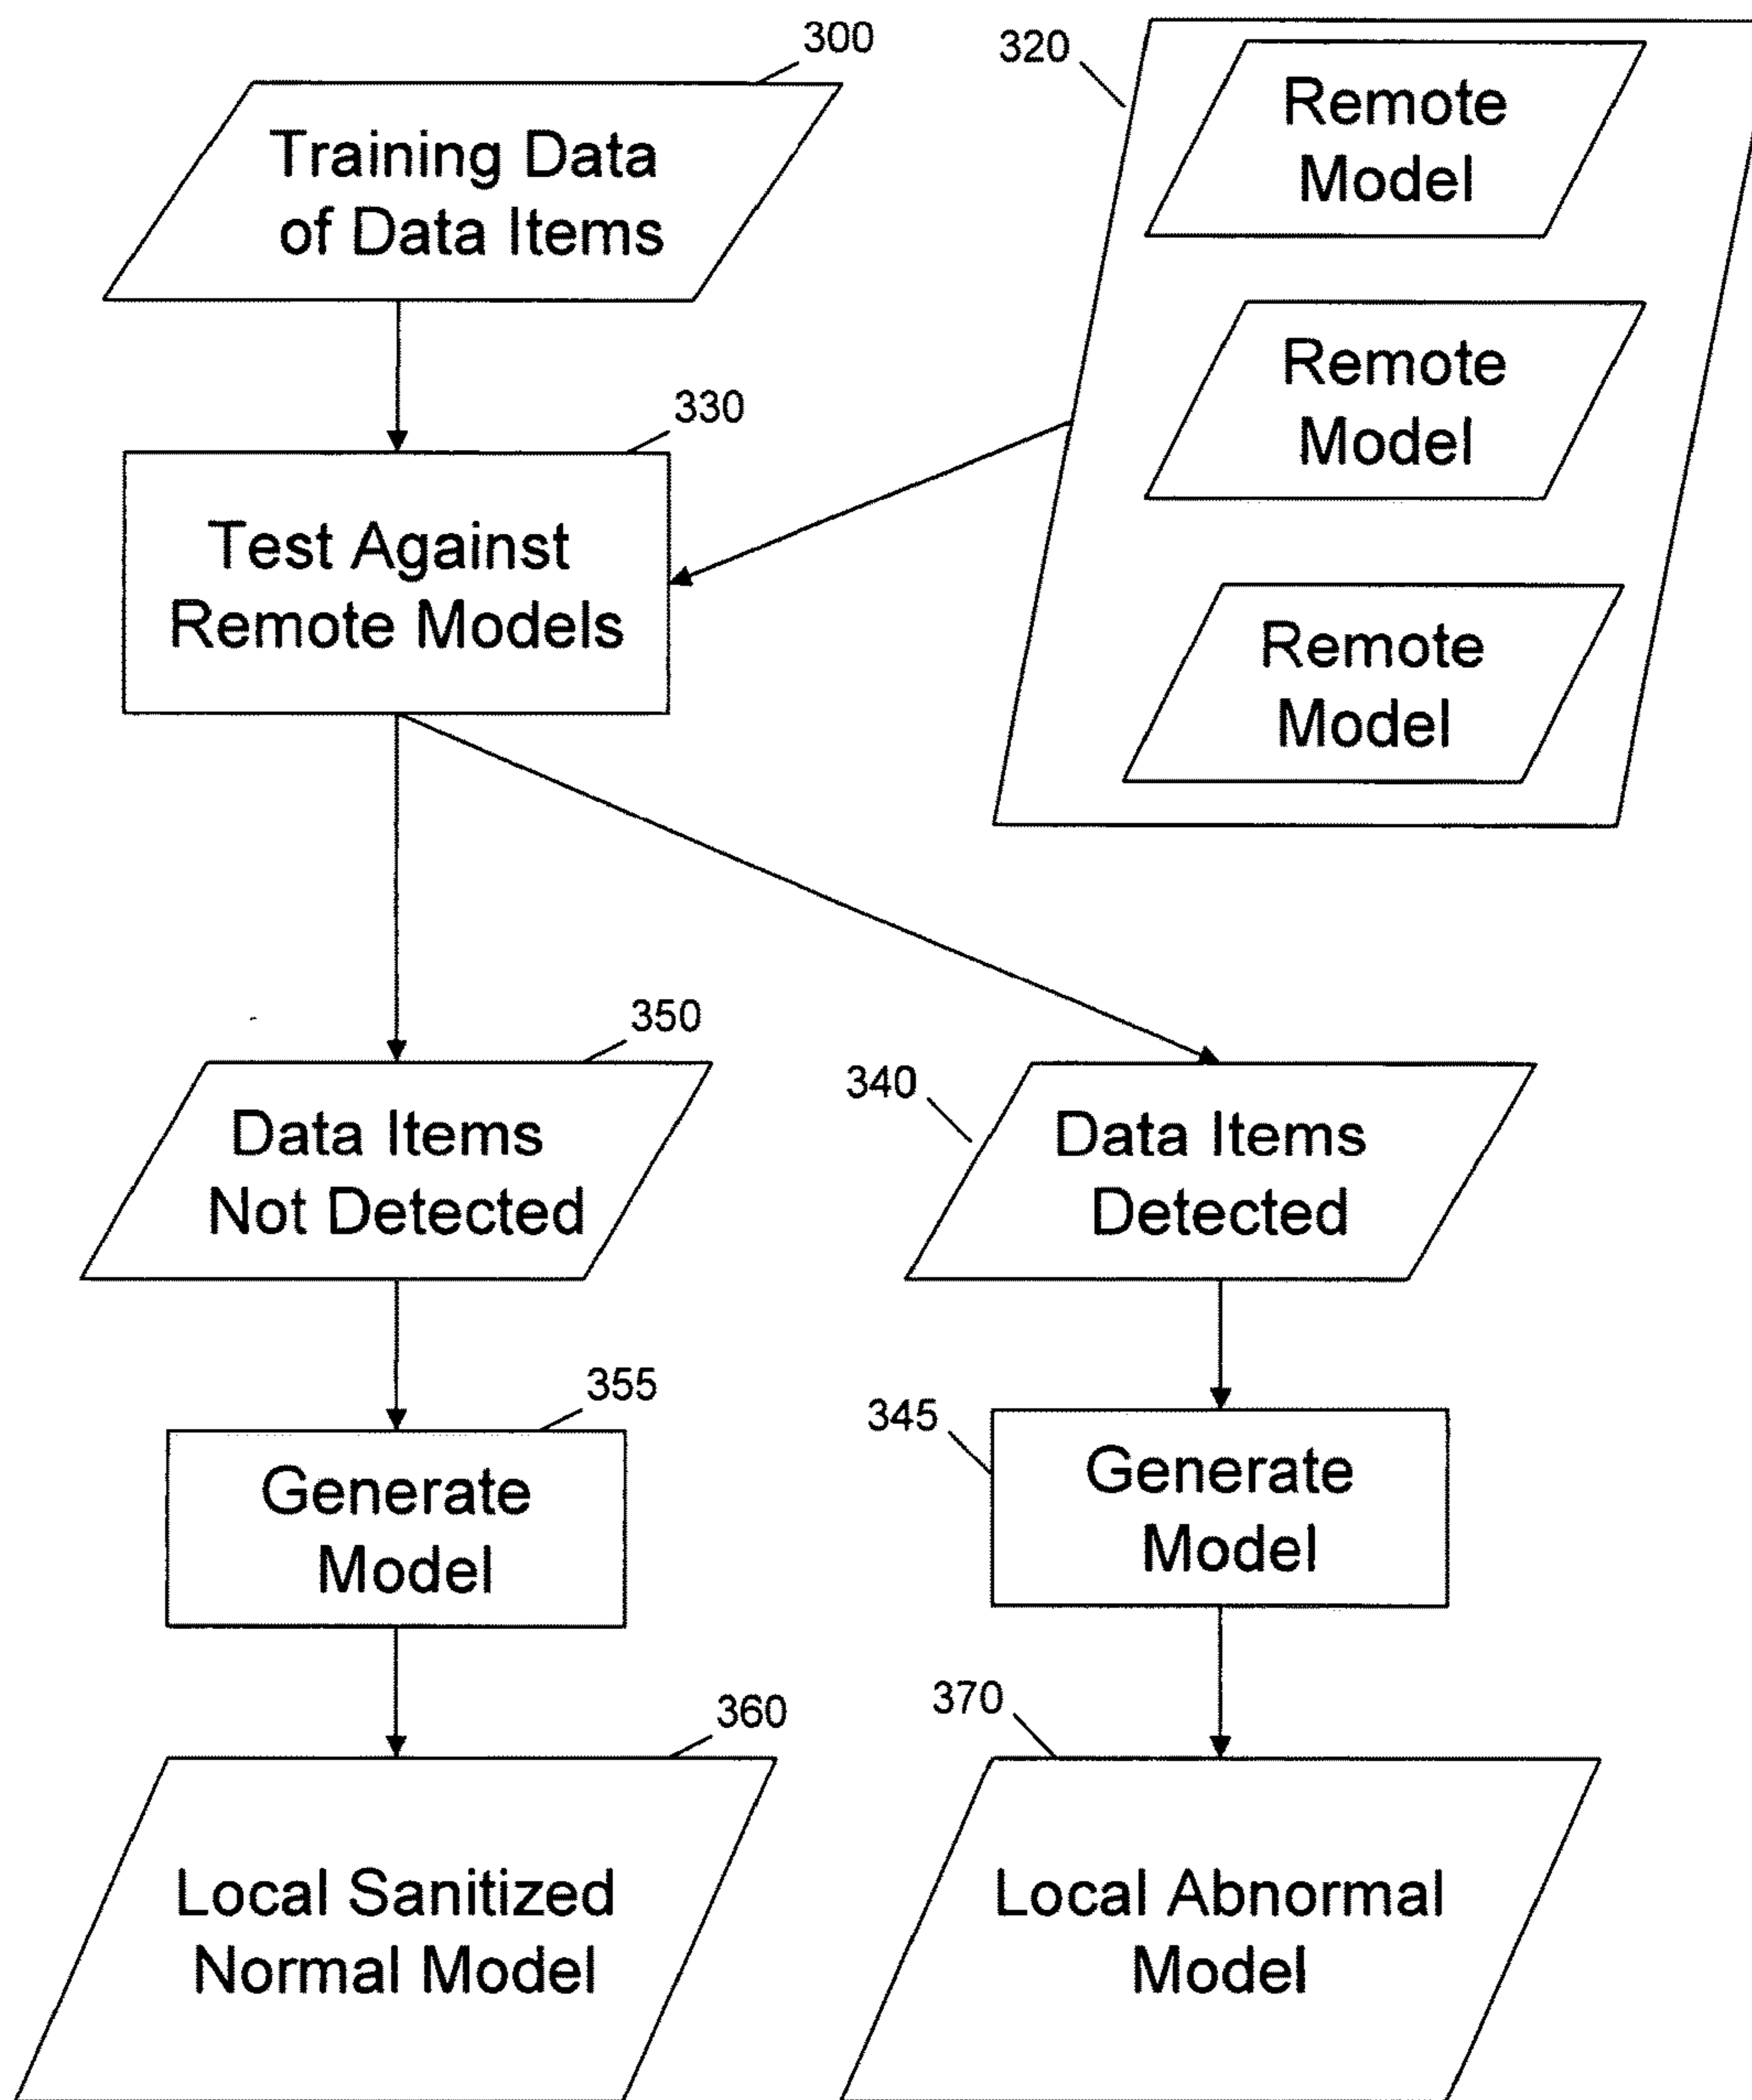 300
Training Data
of Data Items
320
Remote
Model
Remote
Model
Remote
Model
330
Test Against
Remote Models
350
Data Items
Not Detected
340
Data Items
Detected
355
Generate
Model
345
Generate
Model
360
Local Sanitized
Normal Model
370
Local Abnormal
Model